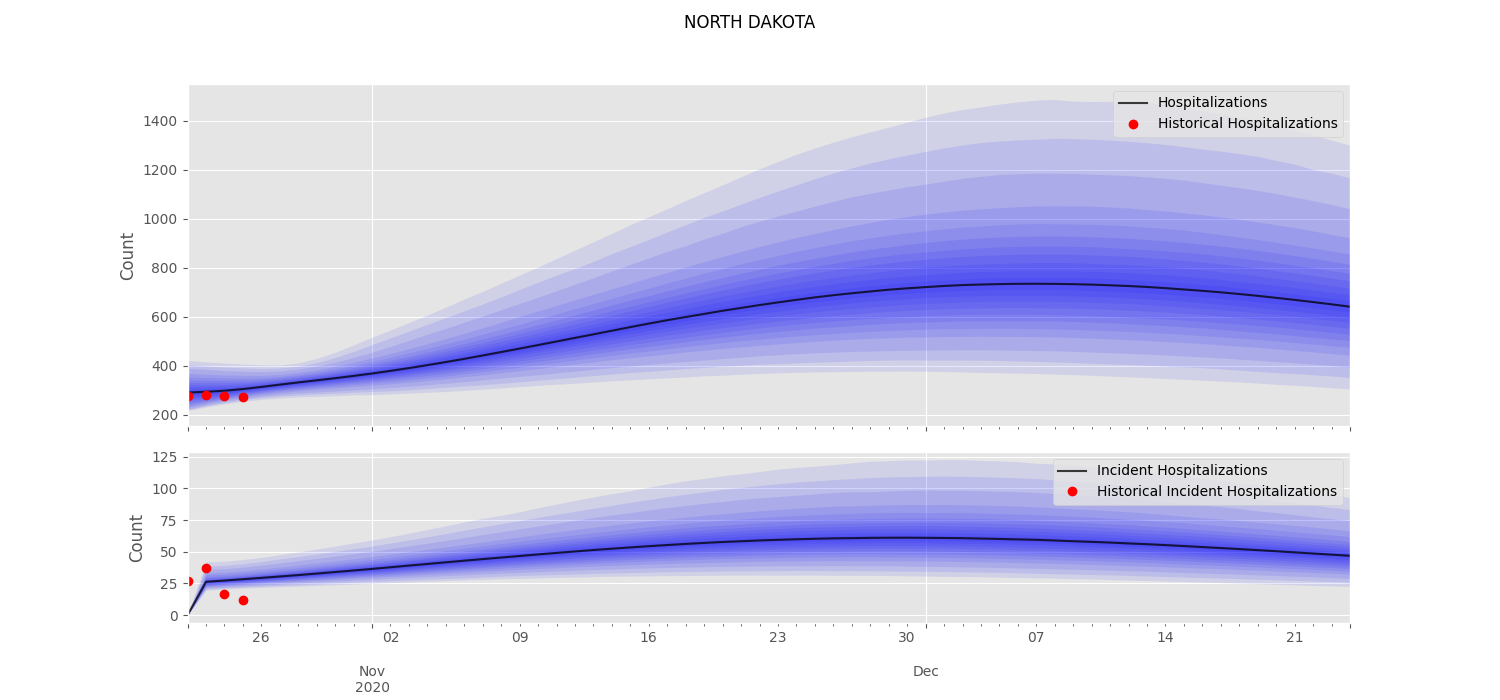 NORTH DAKOTA
Hospitalizations
Historical Hospitalizations
1400
1200
1000
800
600
400
200
Count
Incident Hospitalizations
Historical Incident Hospitalizations
125
100
75
50
25
0
Count
26 02 09 16 23 30 07 14 21
Nov Dec
2020